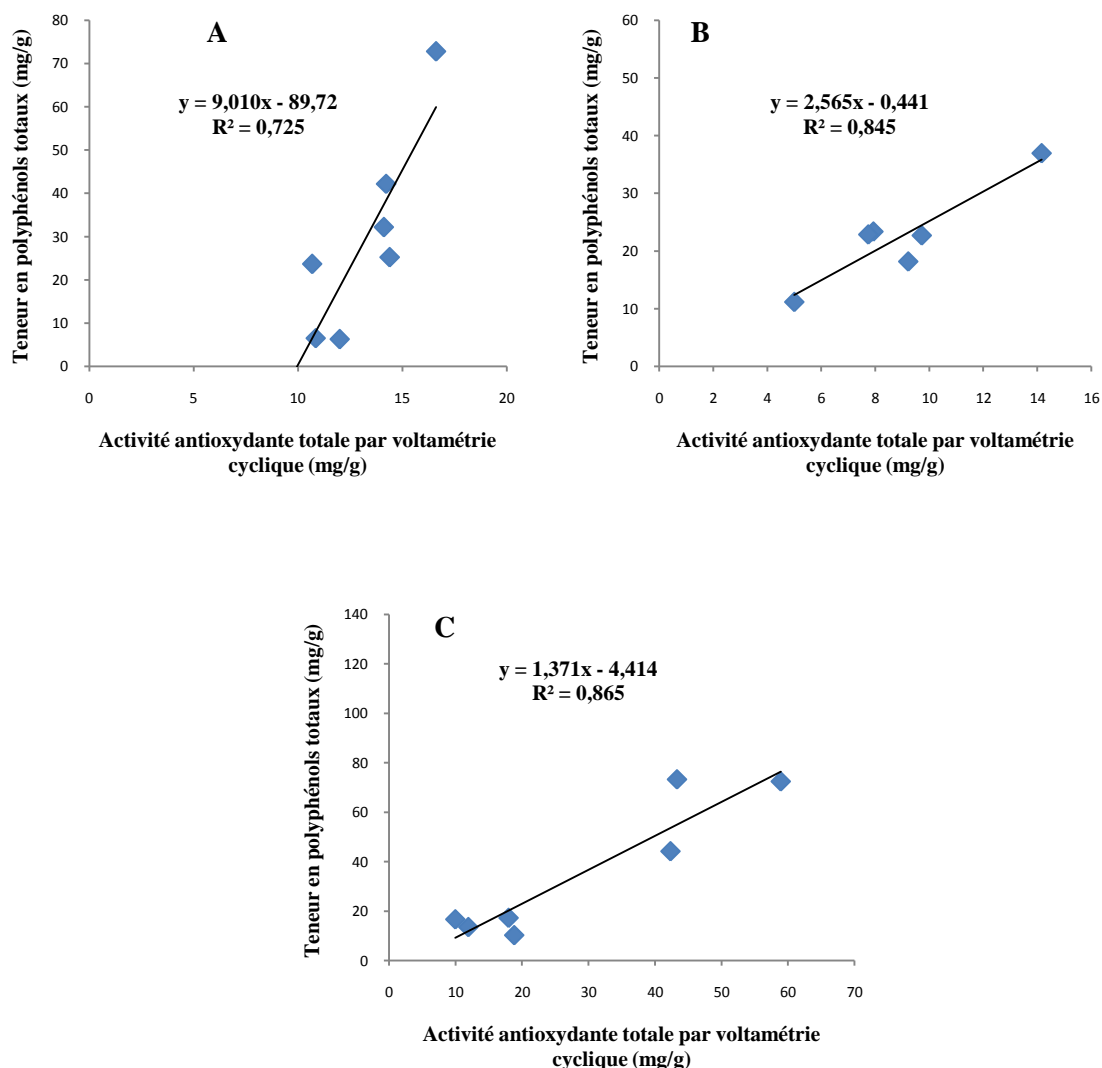 A
Teneur en polyphénols totaux (mg/g)
80
70
60
50
40
30
20
10
0
y = 9,010x - 89,72
R² = 0,725
0 5 10 15 20
Activité antioxydante totale par voltamétrie
cyclique (mg/g)
B
Teneur en polyphénols totaux (mg/g)
60
50
40
30
20
10
0
y = 2,565x - 0,441
R² = 0,845
0 2 4 6 8 10 12 14 16
Activité antioxydante totale par voltamétrie
cyclique (mg/g)
C
Teneur en polyphénols totaux (mg/g)
140
120
100
80
60
40
20
0
y = 1,371x - 4,414
R² = 0,865
0 10 20 30 40 50 60 70
Activité antioxydante totale par voltamétrie
cyclique (mg/g)